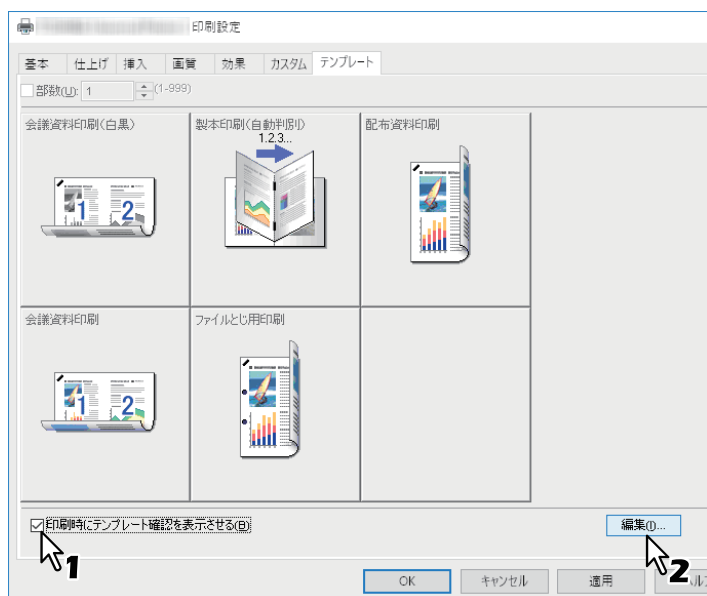 印刷設定
基本 仕上げ 挿入 画質 効果 カスタム テンプレート
部数(U): 1 (1-999)
会議資料印刷(白黒) 製本印刷(自動判別) 配布資料印刷
1.2.3...
1 2
会議資料印刷 ファイルとじ用印刷
1 2
印刷時にテンプレート確認を表示させる(B) 編集(I)...
1 2
OK キャンセル 適用